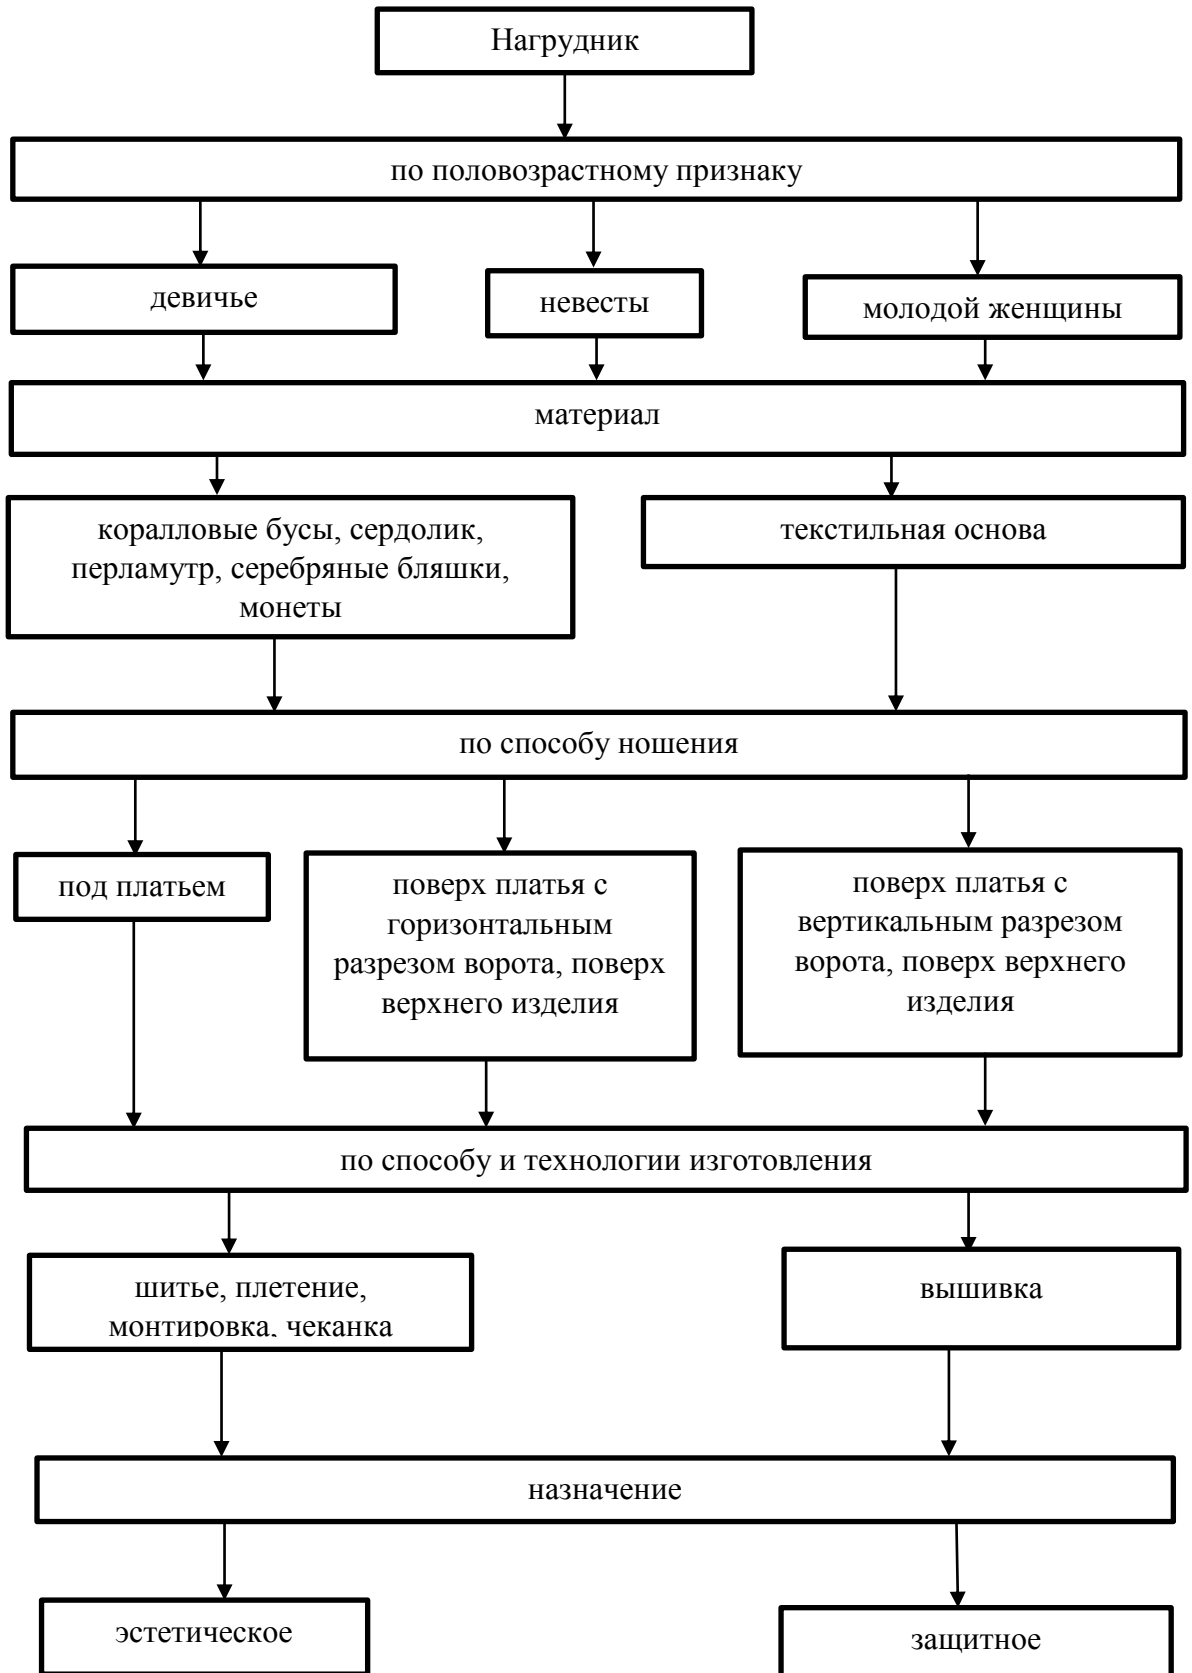 Нагрудник
по половозрастному признаку
девичье
невесты
молодой женщины
материал
коралловые бусы, сердолик,
перламутр, серебряные бляшки,
монеты
текстильная основа
по способу ношения
под платьем
поверх платья с
горизонтальным
разрезом ворота, поверх
верхнего изделия
поверх платья с
вертикальным разрезом
ворота, поверх верхнего
изделия
по способу и технологии изготовления
шитье, плетение,
монтировка, чеканка
вышивка
назначение
эстетическое
защитное